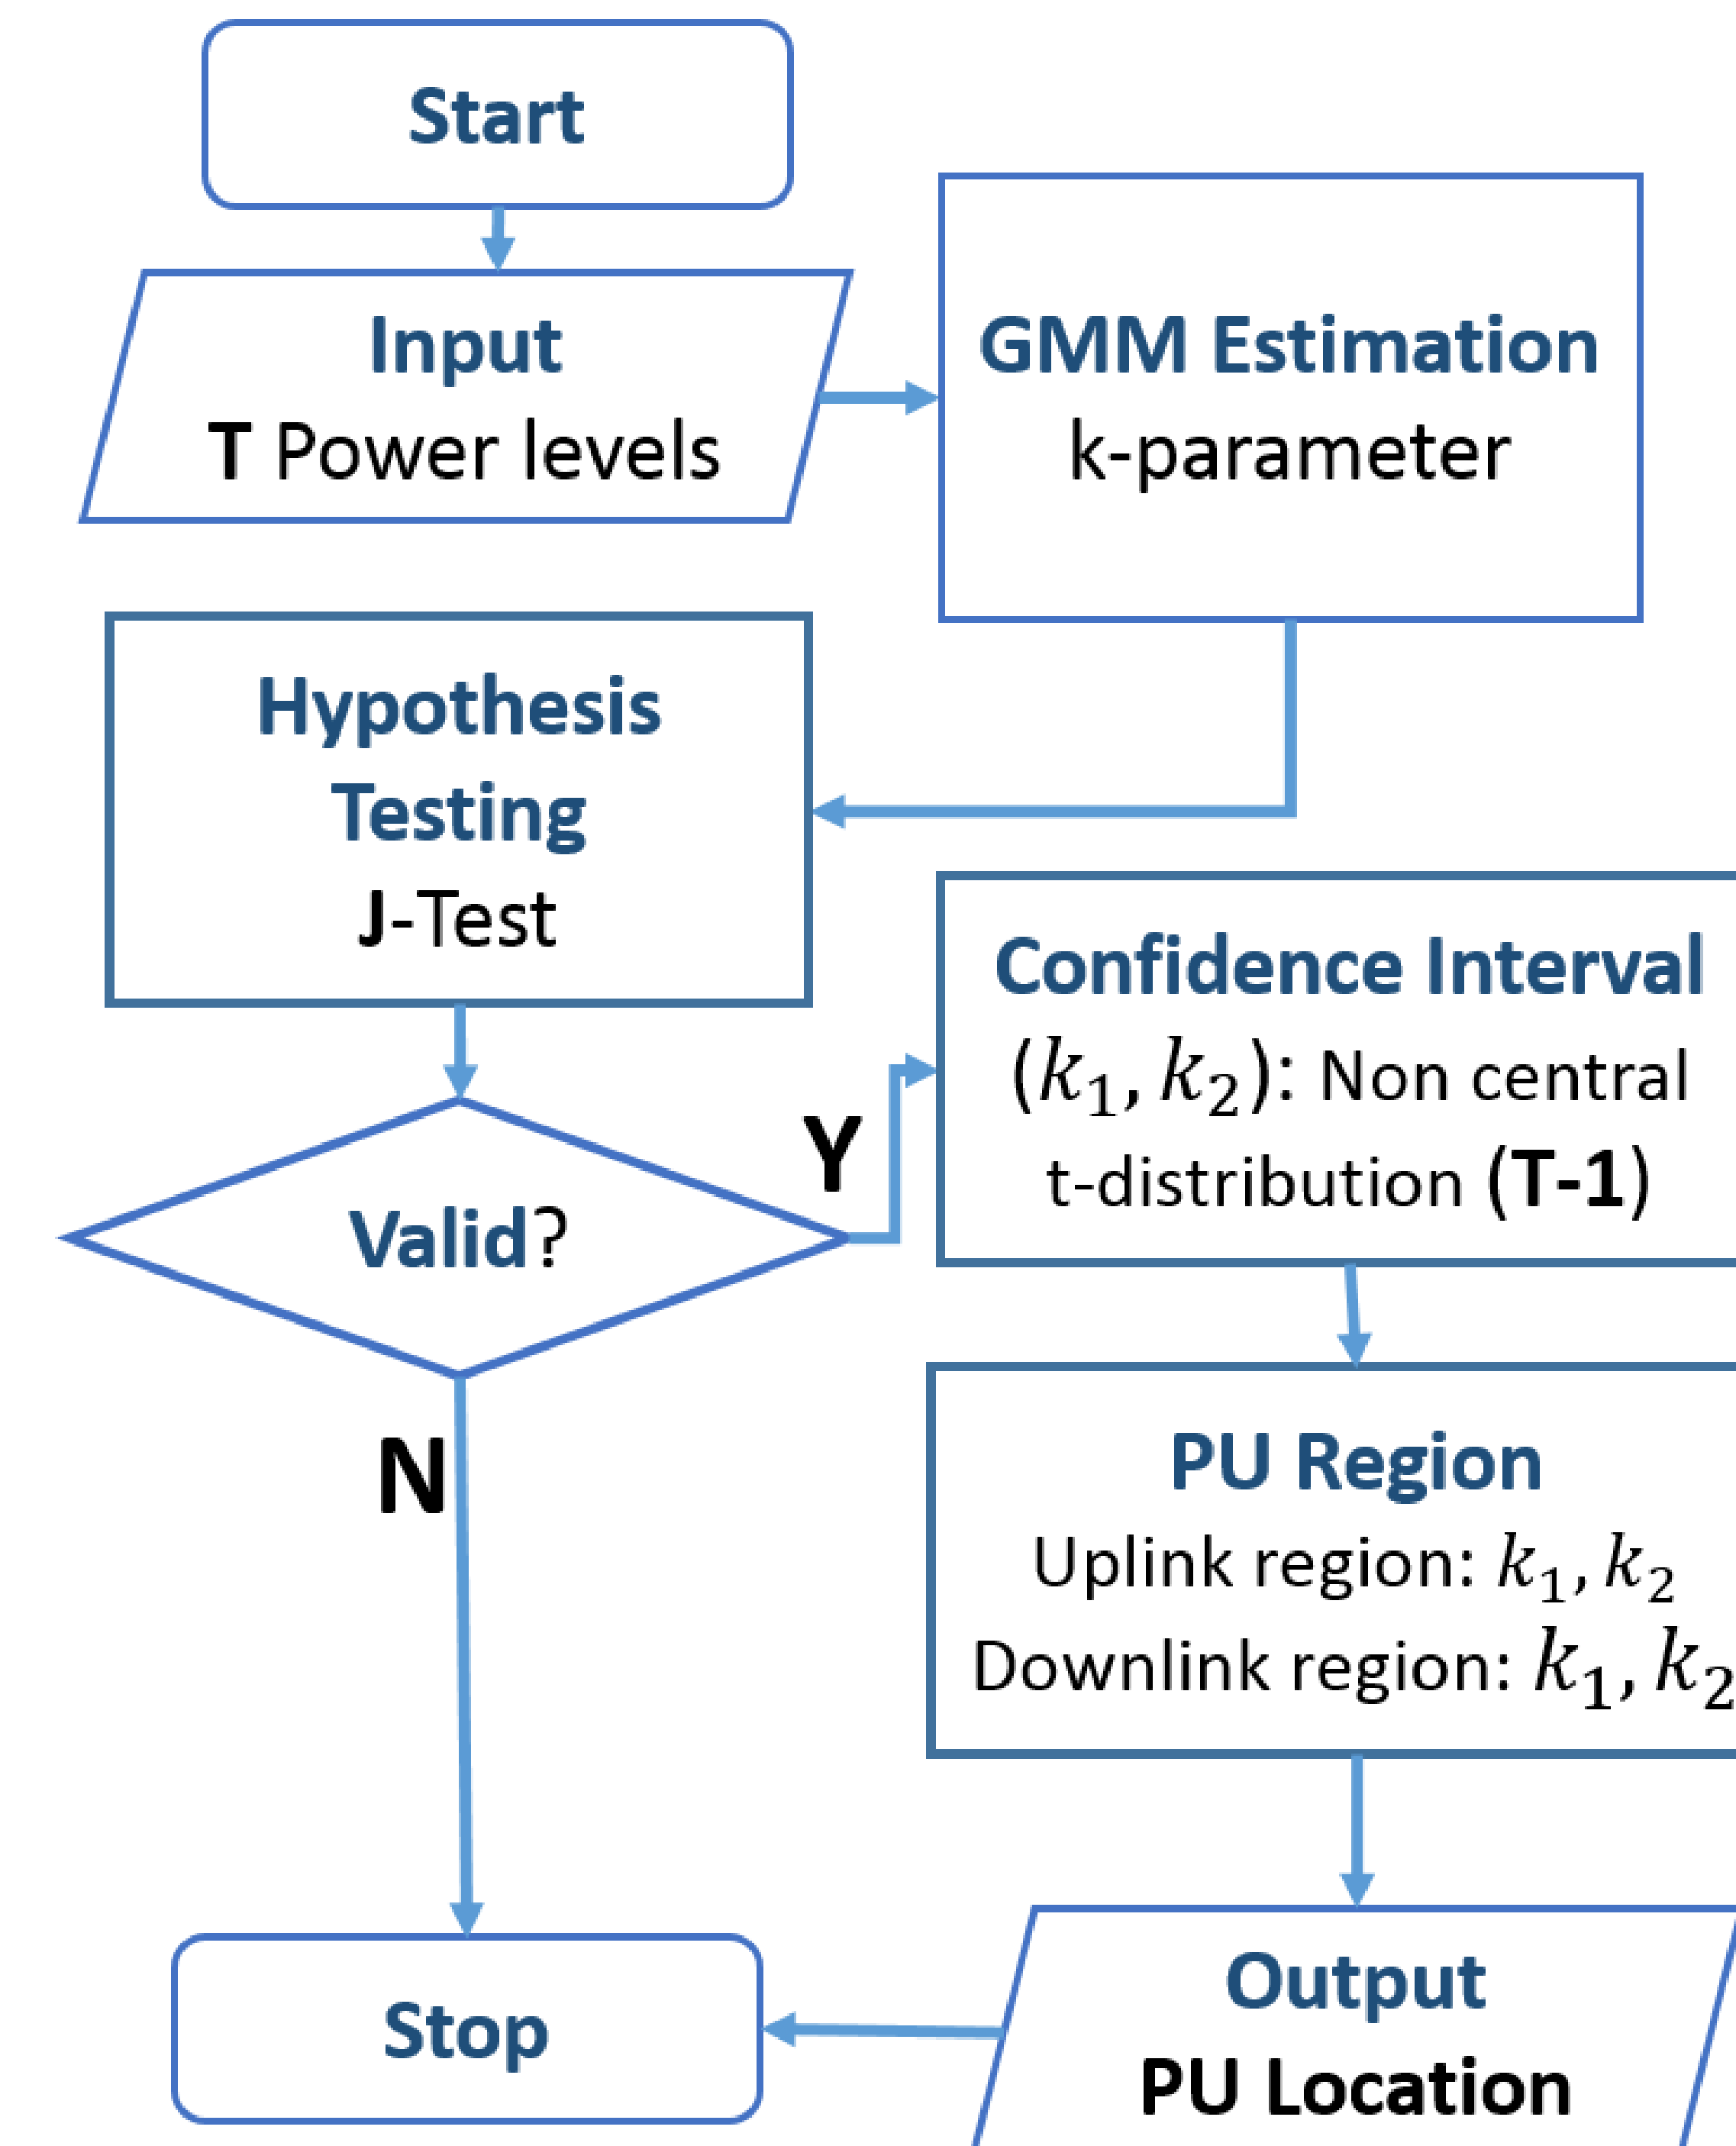 Start
Input
T Power levels
GMM Estimation
k-parameter
Hypothesis
Testing
J-Test
Valid?
Y
N
Confidence Interval
(k₁, k₂): Non central
t-distribution (T-1)
PU Region
Uplink region: k₁, k₂
Downlink region: k₁, k₂
Output
PU Location
Stop